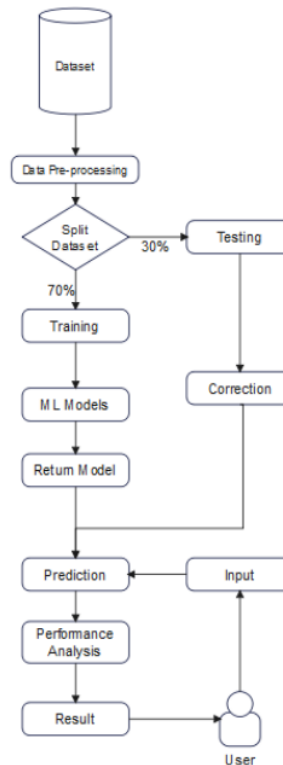 Dataset
Data Pre-processing
Split
Dataset
30%
Testing
70%
Training
ML Models
Correction
Return Model
Prediction
Input
Performance
Analysis
Result
User